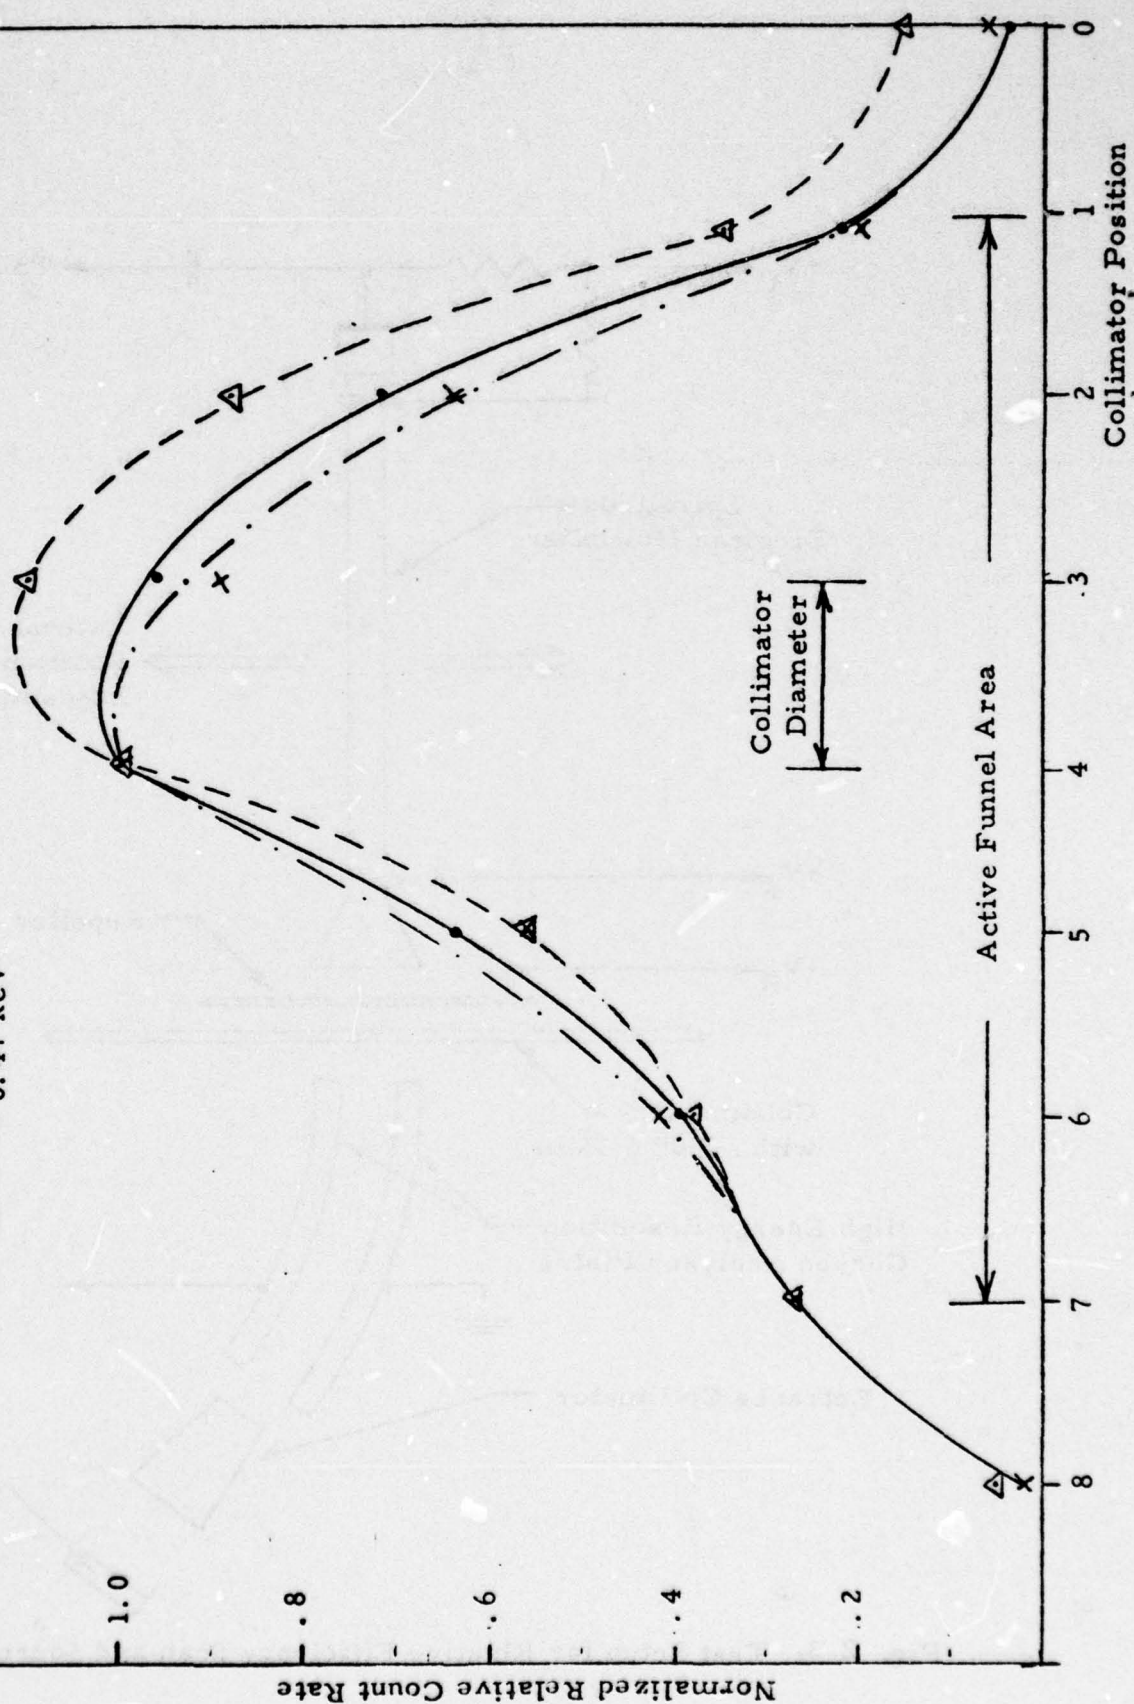 Normalized Relative Count Rate
1.0
.8
.6
.4
.2
8
7
6
5
4
.3
2
1
0
Collimator
Diameter
Active Funnel Area
Collimator Position